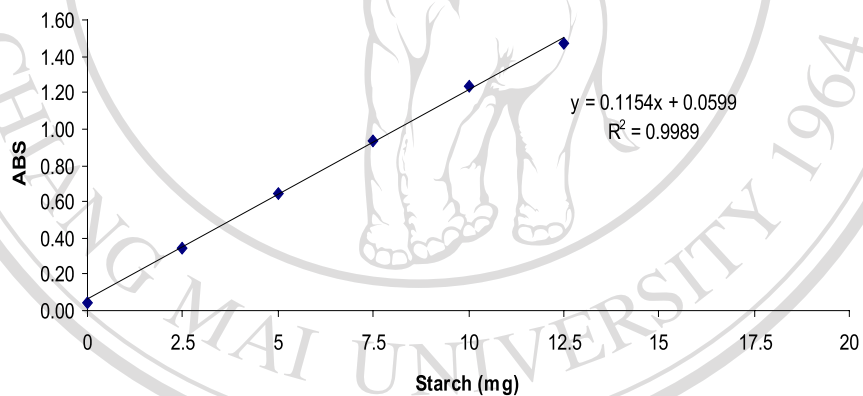 1.60
1.40
1.20
1.00
0.80
0.60
0.40
0.20
0.00
ABS
y = 0.1154x + 0.0599
R² = 0.9989
0 2.5 5 7.5 10 12.5 15 17.5 20
Starch (mg)
CHIANG MAI UNIVERSITY 1964